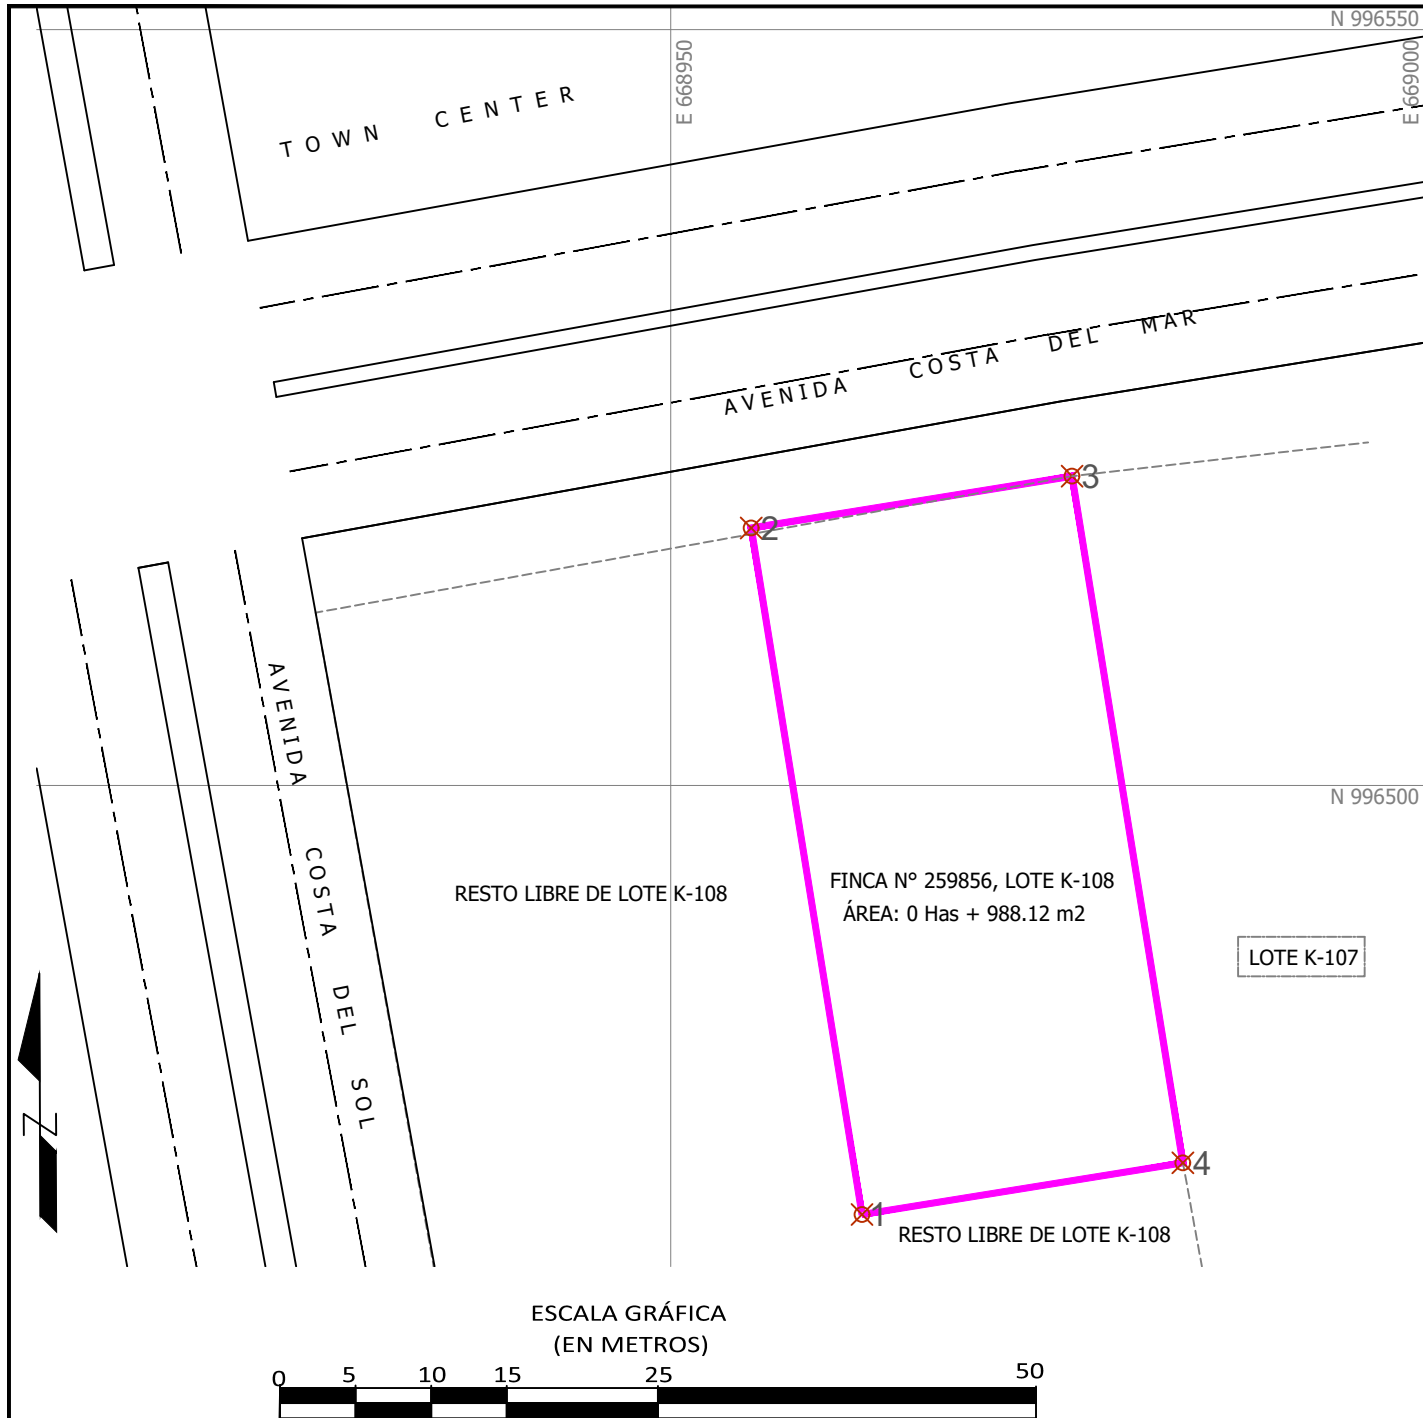 N 996550
E 668950
E 669000
TOWN CENTER
AVENIDA COSTA DEL MAR
2
3
N 996500
AVENIDA COSTA DEL SOL
RESTO LIBRE DE LOTE K-108
FINCA N° 259856, LOTE K-108
ÁREA: 0 Has + 988.12 m2
LOTE K-107
N
4
1
RESTO LIBRE DE LOTE K-108
ESCALA GRÁFICA
(EN METROS)
0 5 10 15 25 50